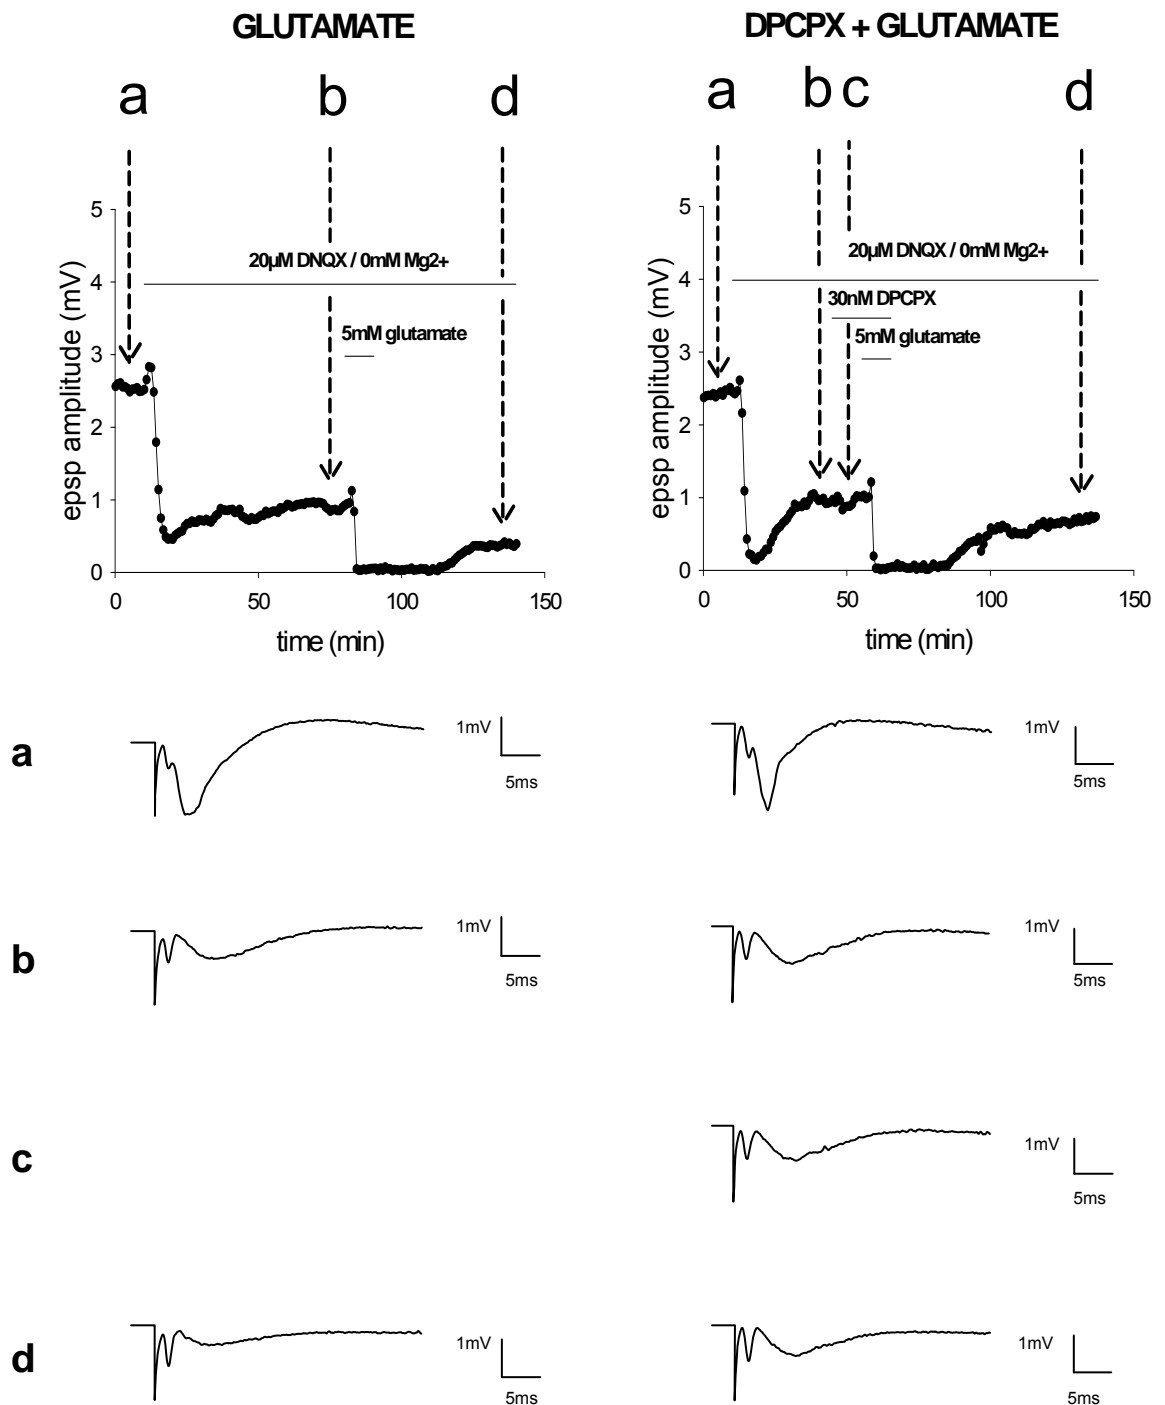 GLUTAMATE
DPCPX + GLUTAMATE
a
b
d
a
b c
d
5
4
3
2
1
0
epsp amplitude (mV)
20µM DNQX / 0mM Mg2+
5mM glutamate
0
50
100
150
time (min)
5
4
3
2
1
0
epsp amplitude (mV)
20µM DNQX / 0mM Mg2+
30nM DPCPX
5mM glutamate
0
50
100
150
time (min)
a
1mV
5ms
1mV
5ms
b
1mV
5ms
1mV
5ms
c
1mV
5ms
d
1mV
5ms
1mV
5ms